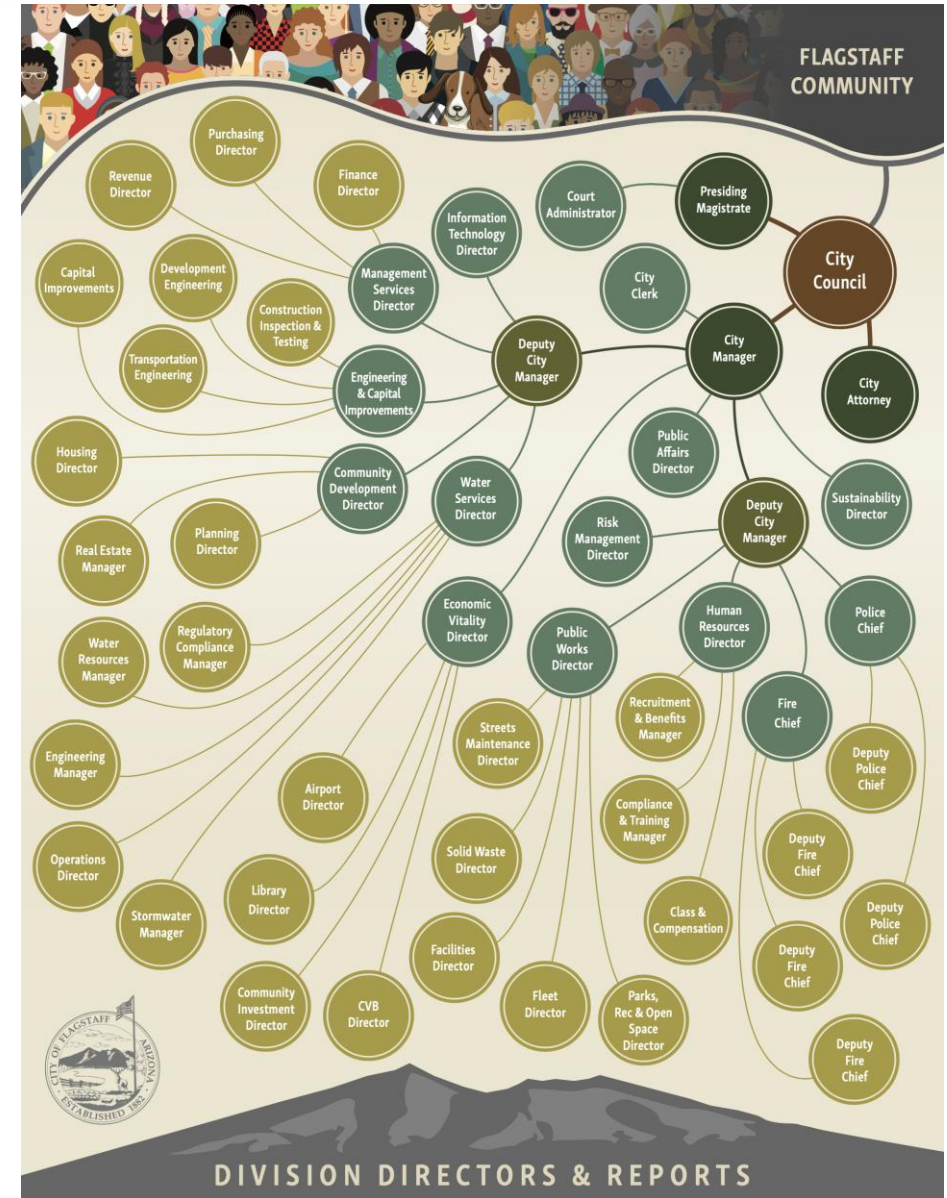 FLAGSTAFF
COMMUNITY
Purchasing
Director
Revenue
Director
Finance
Director
Court
Administrator
Presiding
Magistrate
Information
Technology
Director
City
Council
Capital
Improvements
Development
Engineering
Management
Services
Director
City
Clerk
Construction
Inspection &
Testing
Transportation
Engineering
Deputy
City
Manager
City
Manager
Engineering
& Capital
Improvements
City
Attorney
Housing
Director
Community
Development
Director
Water
Services
Director
Public
Affairs
Director
Sustainability
Director
Real Estate
Manager
Planning
Director
Risk
Management
Director
Deputy
City
Manager
Water
Resources
Manager
Regulatory
Compliance
Manager
Economic
Vitality
Director
Public
Works
Director
Human
Resources
Director
Police
Chief
Engineering
Manager
Airport
Director
Streets
Maintenance
Director
Recruitment
& Benefits
Manager
Fire
Chief
Deputy
Police
Chief
Operations
Director
Stormwater
Manager
Library
Director
Solid Waste
Director
Compliance
& Training
Manager
Deputy
Fire
Chief
Community
Investment
Director
CVB
Director
Facilities
Director
Fleet
Director
Class &
Compensation
Parks,
Rec & Open
Space
Director
Deputy
Fire
Chief
Deputy
Police
Chief
Deputy
Fire
Chief
CITY OF FLAGSTAFF
ARIZONA
ESTABLISHED 1882
DIVISION DIRECTORS & REPORTS